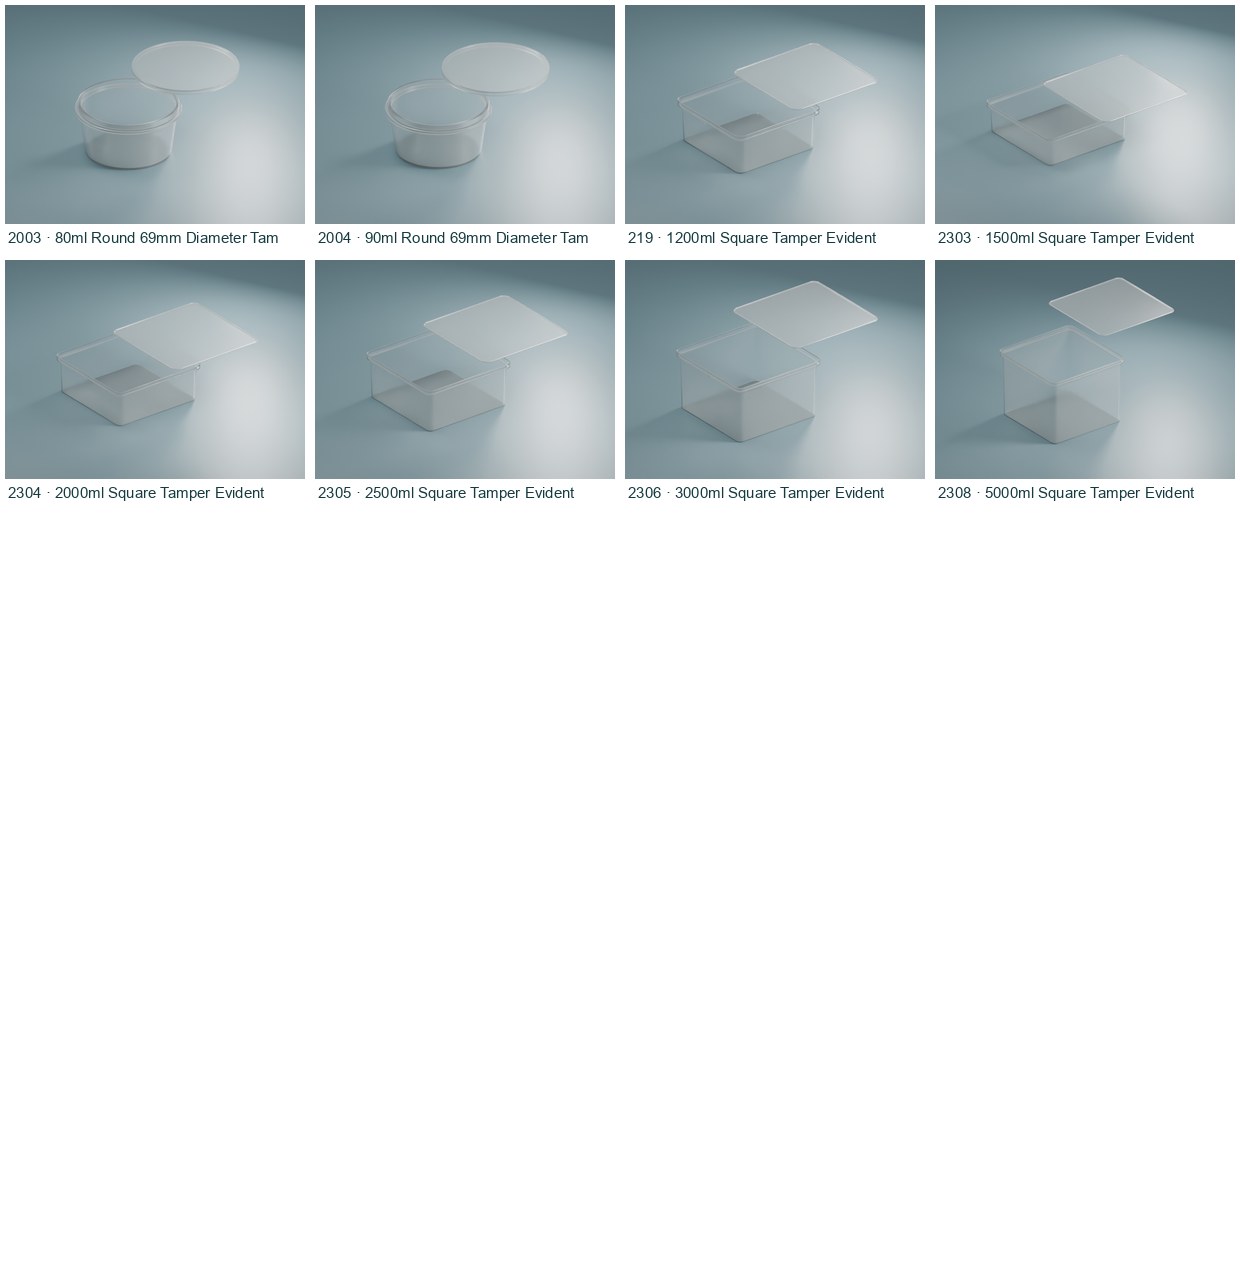 2003 · 80ml Round 69mm Diameter Tam
2004 · 90ml Round 69mm Diameter Tam
219 · 1200ml Square Tamper Evident
2303 · 1500ml Square Tamper Evident
2304 · 2000ml Square Tamper Evident
2305 · 2500ml Square Tamper Evident
2306 · 3000ml Square Tamper Evident
2308 · 5000ml Square Tamper Evident